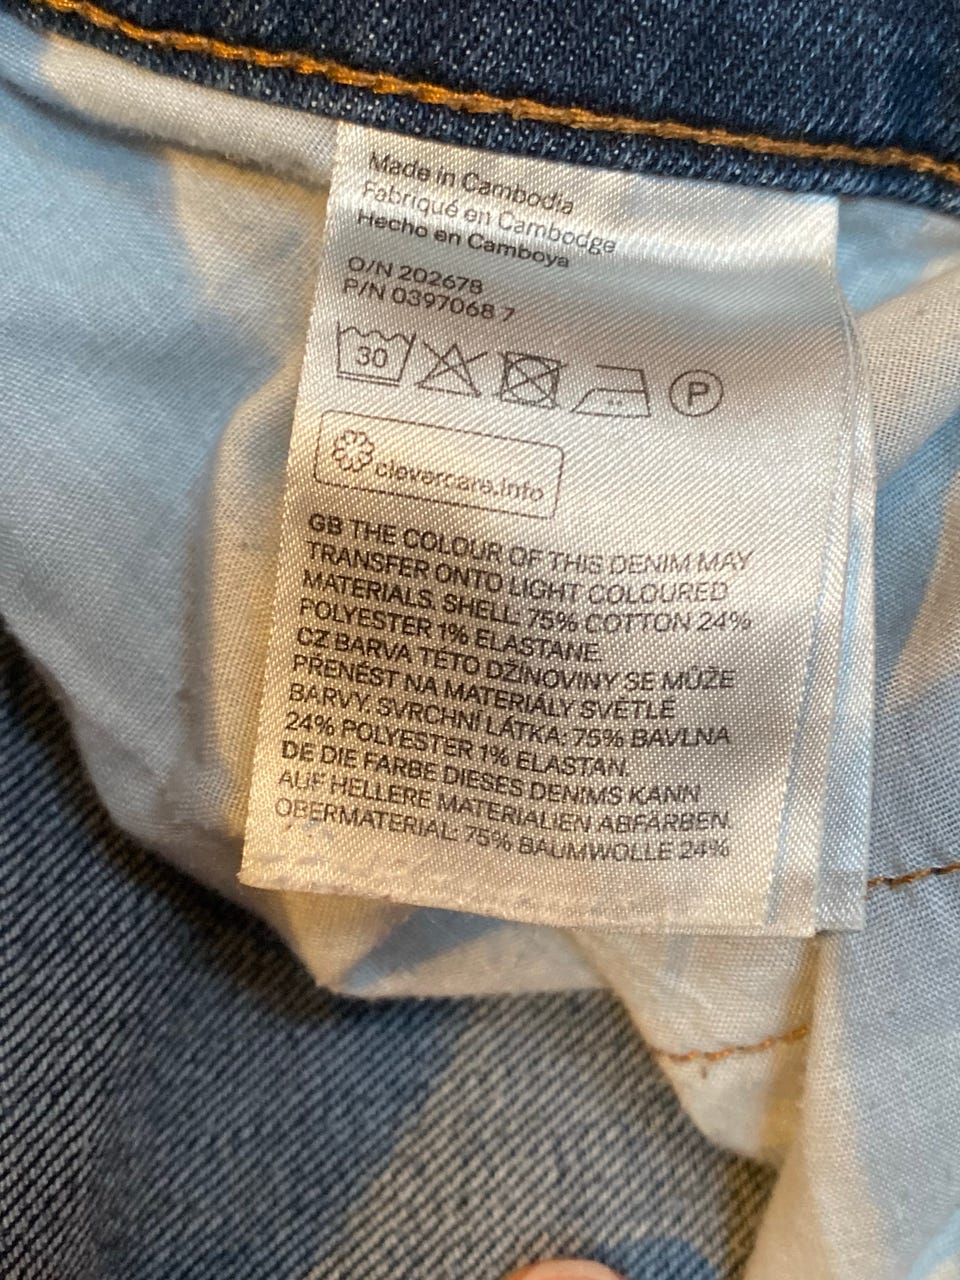 Made in Cambodia
Fabriqué en Cambodge
Hecho en Camboya
O/N 202678
P/N 0397068 7
30
P
clevercare.info
GB THE COLOUR OF THIS DENIM MAY
TRANSFER ONTO LIGHT COLOURED
MATERIALS. SHELL: 75% COTTON 24%
POLYESTER 1% ELASTANE.
CZ BARVA TÉTO DŽÍNOVINY SE MŮŽE
PŘENÉST NA MATERIÁLY SVĚTLÉ
BARVY. SVRCHNÍ LÁTKA: 75% BAVLNA
24% POLYESTER 1% ELASTAN.
DE DIE FARBE DIESES DENIMS KANN
AUF HELLERE MATERIALIEN ABFÄRBEN.
OBERMATERIAL: 75% BAUMWOLLE 24%